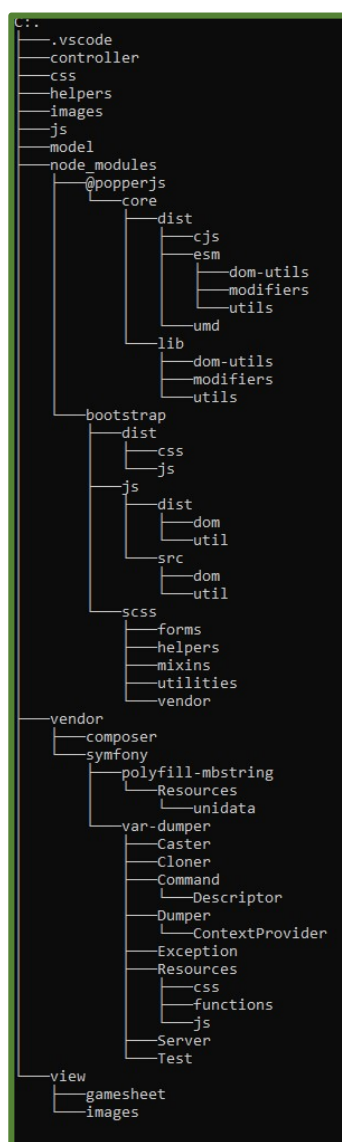 C:.
├───.vscode
├───controller
├───css
├───helpers
├───images
├───js
├───model
├───node_modules
│   ├───@popperjs
│   │   └───core
│   │       ├───dist
│   │       │   ├───cjs
│   │       │   ├───esm
│   │       │   │   ├───dom-utils
│   │       │   │   ├───modifiers
│   │       │   │   └───utils
│   │       │   └───umd
│   │       └───lib
│   │           ├───dom-utils
│   │           ├───modifiers
│   │           └───utils
│   └───bootstrap
│       ├───dist
│       │   ├───css
│       │   └───js
│       ├───js
│       │   ├───dist
│       │   │   ├───dom
│       │   │   └───util
│       │   └───src
│       │       ├───dom
│       │       └───util
│       └───scss
│           ├───forms
│           ├───helpers
│           ├───mixins
│           ├───utilities
│           └───vendor
├───vendor
│   ├───composer
│   └───symfony
│       ├───polyfill-mbstring
│       │   └───Resources
│       │       └───unidata
│       └───var-dumper
│           ├───Caster
│           ├───Cloner
│           ├───Command
│           │   └───Descriptor
│           ├───Dumper
│           │   └───ContextProvider
│           ├───Exception
│           ├───Resources
│           │   ├───css
│           │   ├───functions
│           │   └───js
│           ├───Server
│           └───Test
└───view
    ├───gamesheet
    └───images